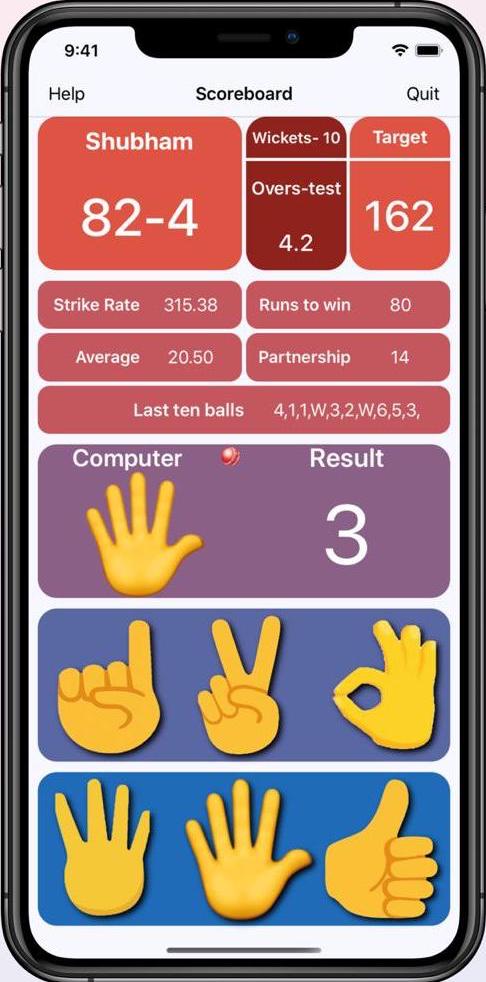 9:41
Help Scoreboard Quit
Shubham
82-4
Wickets- 10
Overs-test
4.2
Target
162
Strike Rate 315.38
Runs to win 80
Average 20.50
Partnership 14
Last ten balls 4,1,1,W,3,2,W,6,5,3,
Computer Result
3